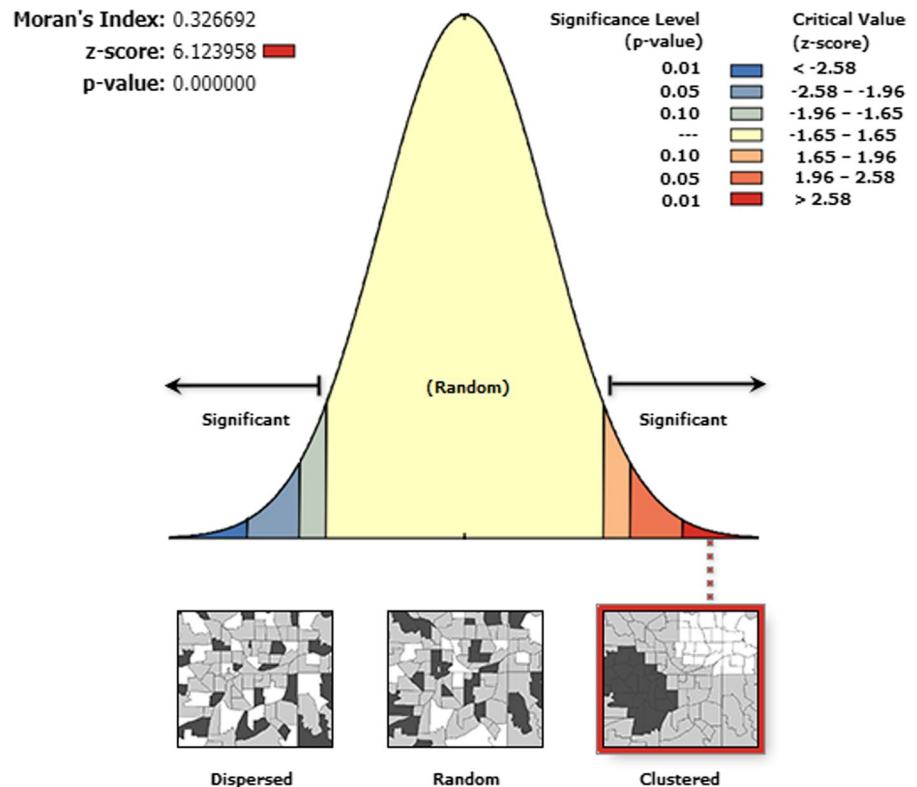 Moran's Index: 0.326692
z-score: 6.123958
p-value: 0.000000
Significance Level
(p-value)
Critical Value
(z-score)
0.01 < -2.58
0.05 -2.58 – -1.96
0.10 -1.96 – -1.65
--- -1.65 – 1.65
0.10 1.65 – 1.96
0.05 1.96 – 2.58
0.01 > 2.58
(Random)
Significant Significant
Dispersed Random Clustered